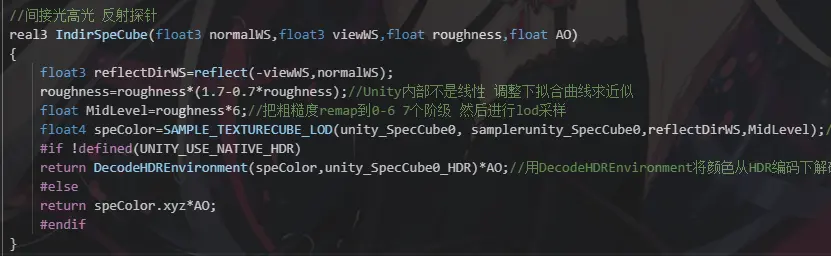 //间接光高光 反射探针
real3 IndirSpeCube(float3 normalWS,float3 viewWS,float roughness,float AO)
{
float3 reflectDirWS=reflect(-viewWS,normalWS);
roughness=roughness*(1.7-0.7*roughness);//Unity内部不是线性 调整下拟合曲线求近似
float MidLevel=roughness*6;//把粗糙度remap到0-6 7个阶级 然后进行lod采样
float4 speColor=SAMPLE_TEXTURECUBE_LOD(unity_SpecCube0, samplerunity_SpecCube0,reflectDirWS,MidLevel);/
#if !defined(UNITY_USE_NATIVE_HDR)
return DecodeHDREnvironment(speColor,unity_SpecCube0_HDR)*AO;//用DecodeHDREnvironment将颜色从HDR编码下解
#else
return speColor.xyz*AO;
#endif
}